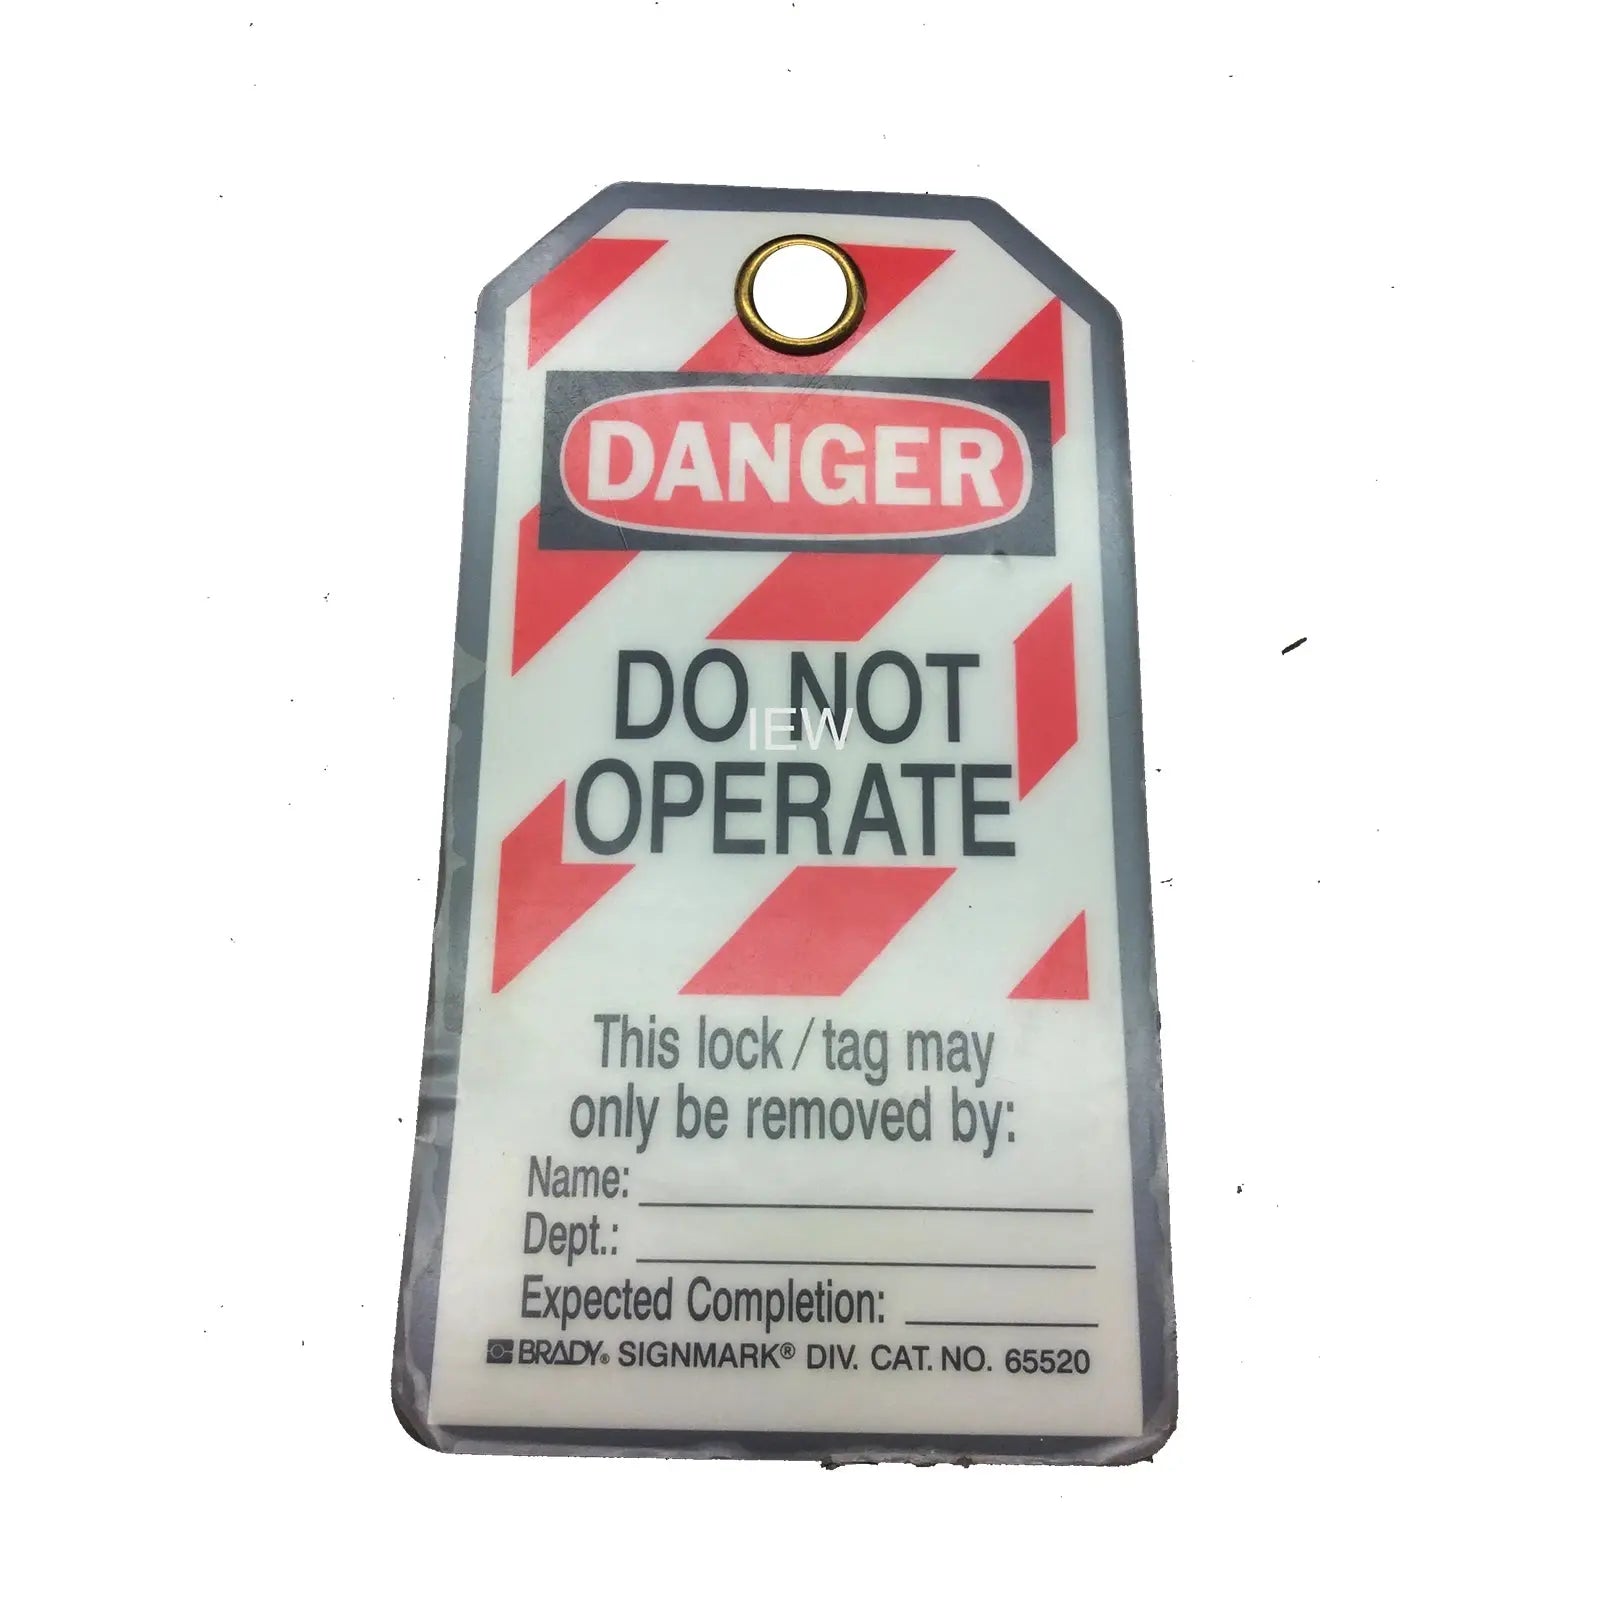 DANGER
DO NOT
IEW
OPERATE
This lock / tag may
only be removed by:
Name:
Dept.:
Expected Completion:
BRADY® SIGNMARK® DIV. CAT. NO. 65520